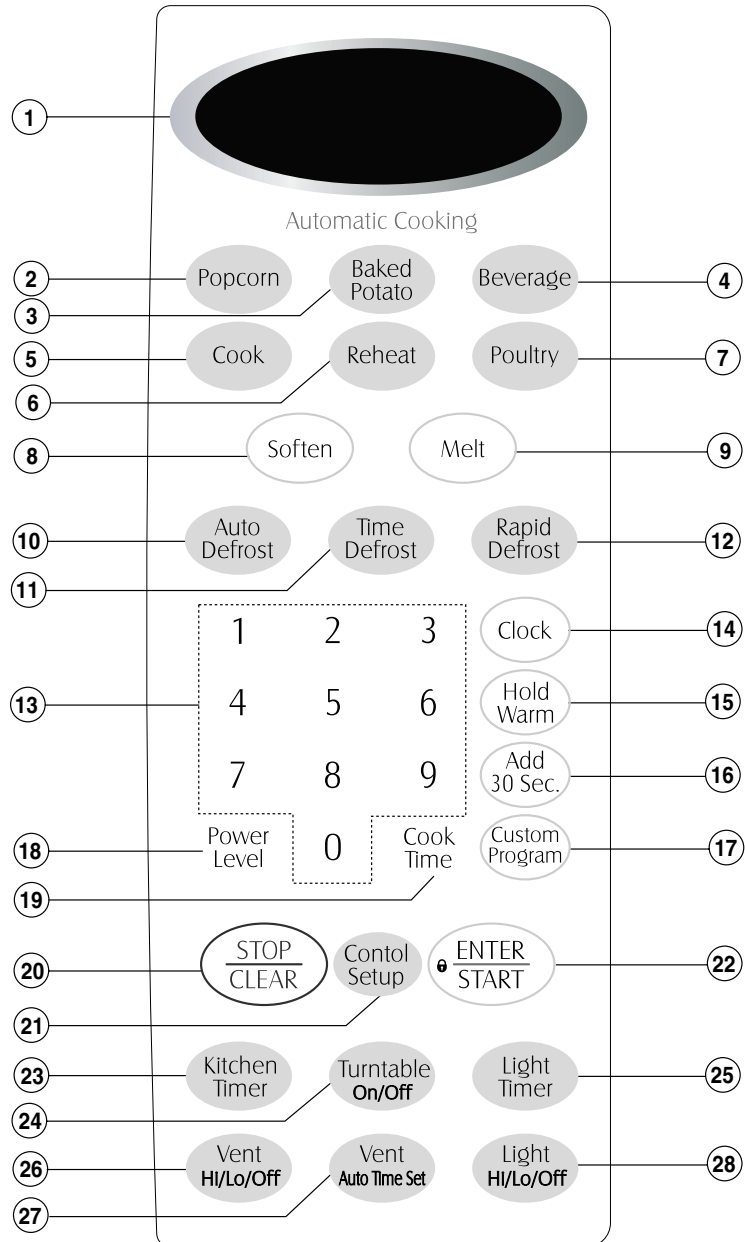 1
Automatic Cooking
2
Popcorn
Baked
Potato
Beverage
4
3
5
Cook
Reheat
Poultry
7
6
8
Soften
Melt
9
10
Auto
Defrost
Time
Defrost
Rapid
Defrost
12
11
1 2 3
Clock
14
13
4 5 6
Hold
Warm
15
7 8 9
Add
30 Sec.
16
18
Power
Level
0
Cook
Time
Custom
Program
17
19
20
STOP
CLEAR
Contol
Setup
ENTER
START
22
21
23
Kitchen
Timer
Turntable
On/Off
Light
Timer
25
24
26
Vent
Hi/Lo/Off
Vent
Auto Time Set
Light
Hi/Lo/Off
28
27